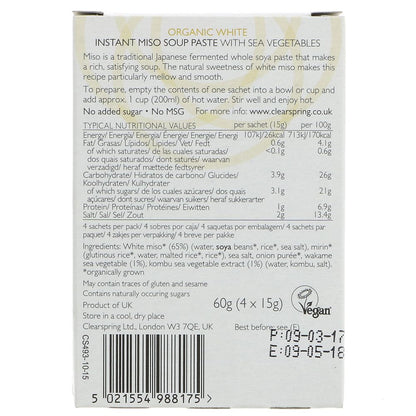 ORGANIC WHITE
INSTANT MISO SOUP PASTE WITH SEA VEGETABLES
Miso is a traditional Japanese fermented whole soya paste that makes
a rich, satisfying soup. The natural sweetness of white miso makes this
recipe particularly mellow and smooth.
To prepare, empty the contents of one sachet into a bowl or cup and
add approx. 1 cup (200ml) of hot water. Stir well and enjoy hot.
No added sugar • No MSG For more info: www.clearspring.co.uk
TYPICAL NUTRITIONAL VALUES per sachet (15g) per 100g
Energy/ Energía/ Energia/ Énergie/ Energie/ Energi 107kJ/26kcal 713kJ/170kcal
Fat/ Grasas/ Lípidos/ Lipides/ Vet/ Fedt 0.6g 4.1g
of which saturates/ de las cuales saturadas/ <0.1g 0.6g
dos quais saturados/ dont saturés/ waarvan
verzadigd/ heraf mættede fedtsyrer
Carbohydrate/ Hidratos de carbono/ Glucides/ 3.9g 26g
Koolhydraten/ Kulhydrater
of which sugars/ de los cuales azúcares/ dos 3.1g 21g
quais açúcares/ dont sucres/ waarvan suikers/
heraf sukkerarter
Protein/ Proteínas/ Protéines/ Eiwitten 1g 6.9g
Salt/ Sal/ Sel/ Zout 2g 13.4g
4 sachets per pack/ 4 sobres por caja/ 4 saquetas por embalagem/ 4 sachets par
paquet/ 4 zakjes per verpakking/ 4 breve per pakke
Ingredients: White miso* (65%) (water, soya beans*, rice*, sea salt), mirin*
(glutinous rice*, water, malted rice*, rice*, sea salt), onion purée*, wakame
sea vegetable (1%), kombu sea vegetable extract (1%) (water, kombu, salt).
*organically grown
May contain traces of gluten and sesame
Contains naturally occurring sugars
Product of UK
Store in a cool, dry place
Clearspring Ltd, London W3 7QE, UK
60g (4 x 15g)
Vegan
Best before see (E)
P:09-03-17
E:09-05-18
CS493-10-15
5 021554 988175 >